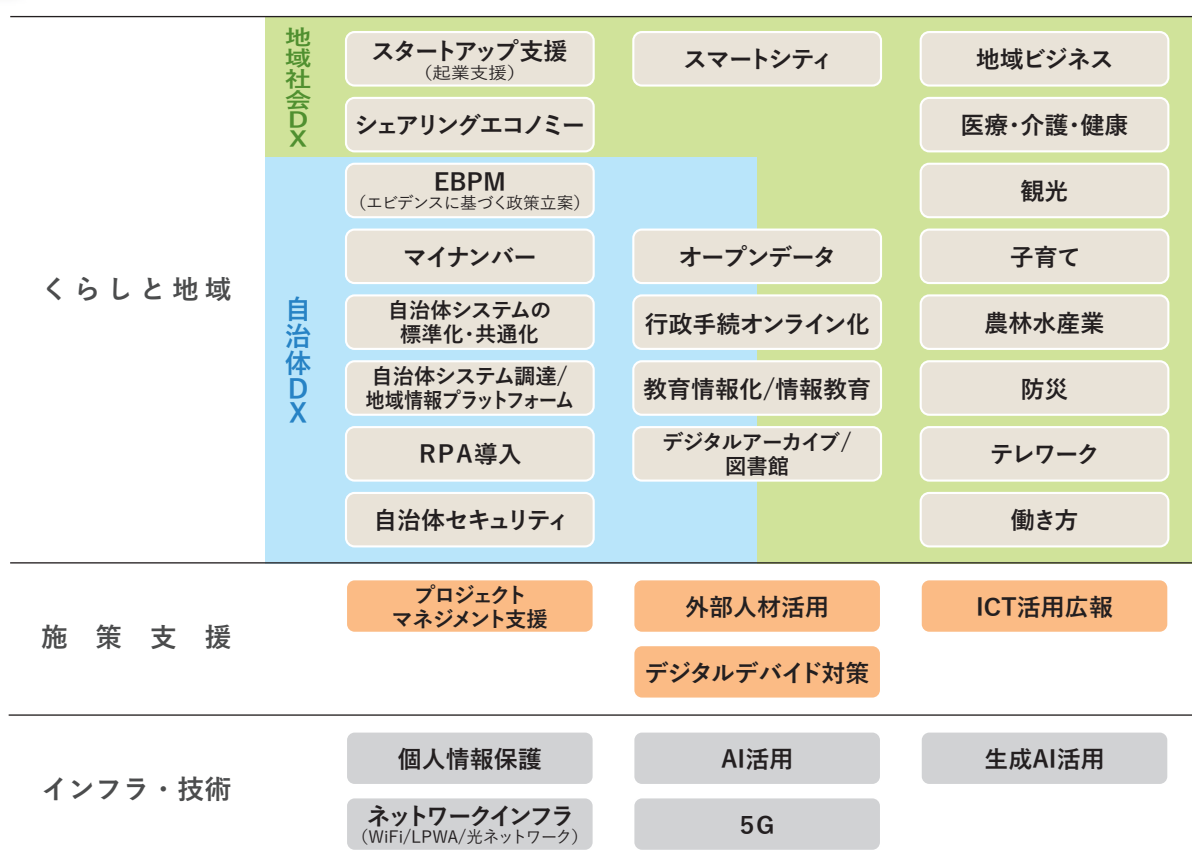 くらしと地域
地域社会DX
スタートアップ支援
（起業支援）
スマートシティ
地域ビジネス
シェアリングエコノミー
医療・介護・健康
自治体DX
EBPM
（エビデンスに基づく政策立案）
観光
マイナンバー
オープンデータ
子育て
自治体システムの
標準化・共通化
行政手続オンライン化
農林水産業
自治体システム調達/
地域情報プラットフォーム
教育情報化/情報教育
防災
RPA導入
デジタルアーカイブ/
図書館
テレワーク
自治体セキュリティ
働き方
施策支援
プロジェクト
マネジメント支援
外部人材活用
ICT活用広報
デジタルデバイド対策
インフラ・技術
個人情報保護
AI活用
生成AI活用
ネットワークインフラ
（WiFi/LPWA/光ネットワーク）
5G